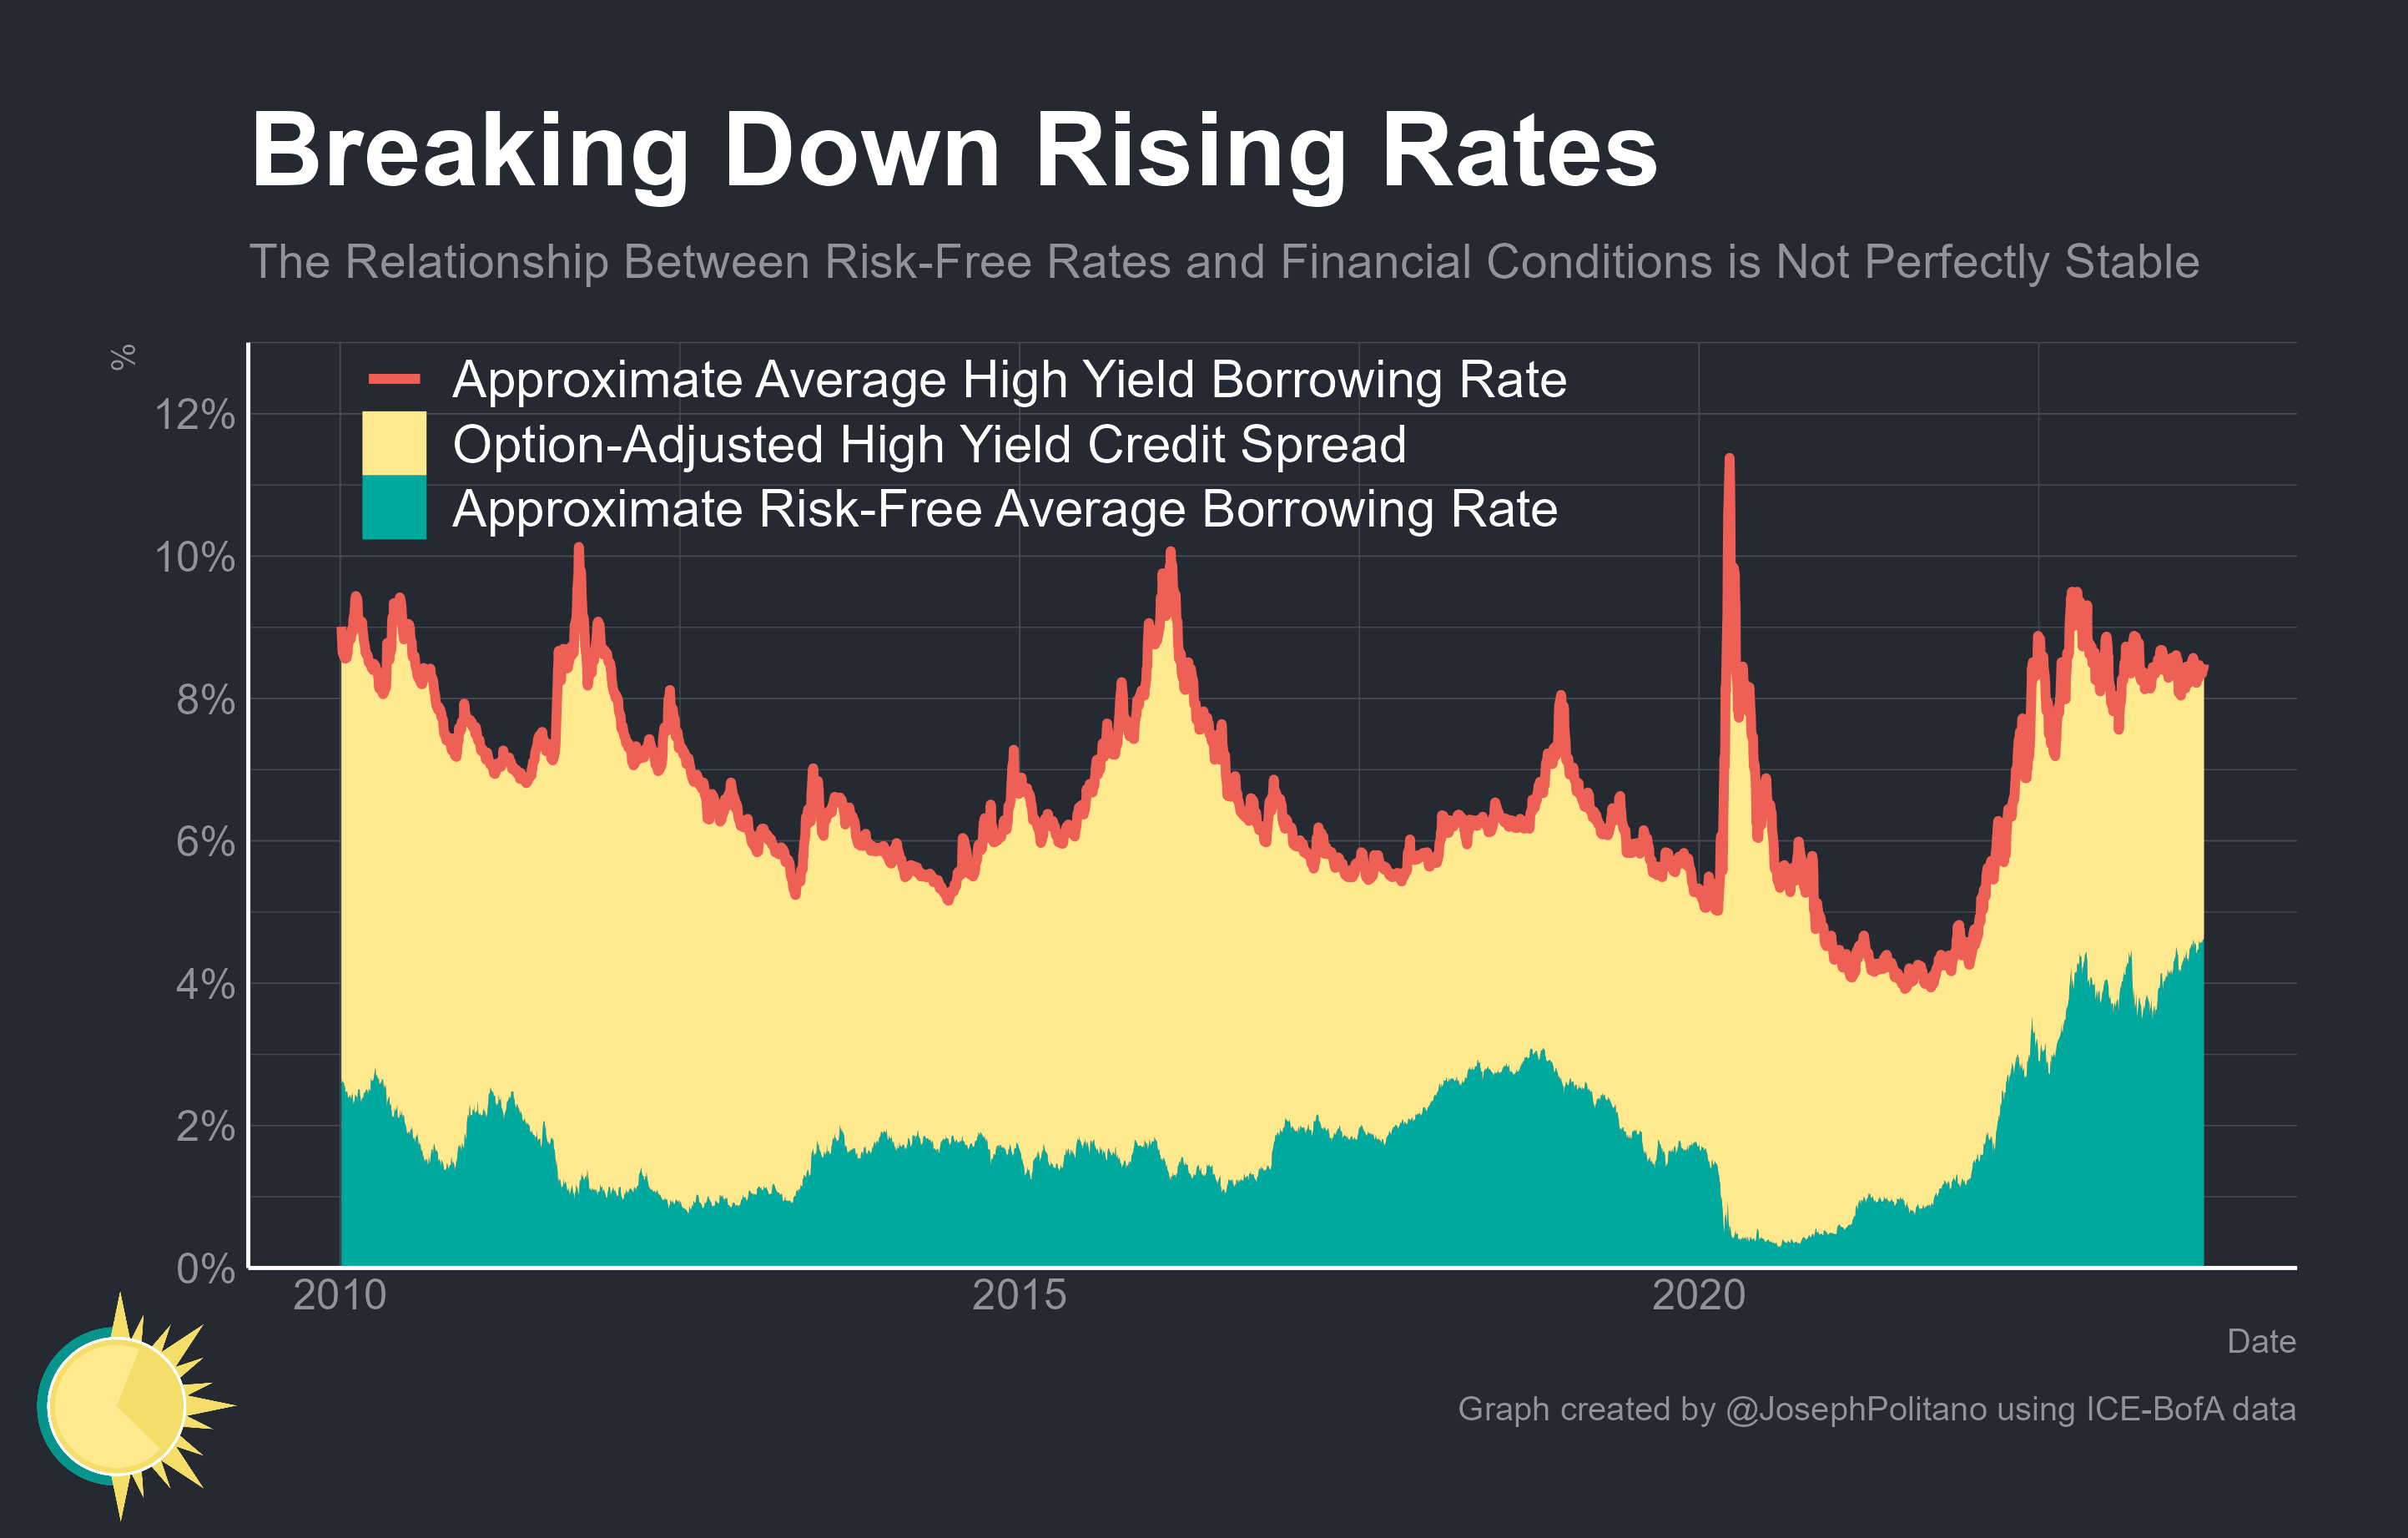 Breaking Down Rising Rates
The Relationship Between Risk-Free Rates and Financial Conditions is Not Perfectly Stable
%
Approximate Average High Yield Borrowing Rate
Option-Adjusted High Yield Credit Spread
Approximate Risk-Free Average Borrowing Rate
12%
10%
8%
6%
4%
2%
0%
2010 2015 2020
Date
Graph created by @JosephPolitano using ICE-BofA data